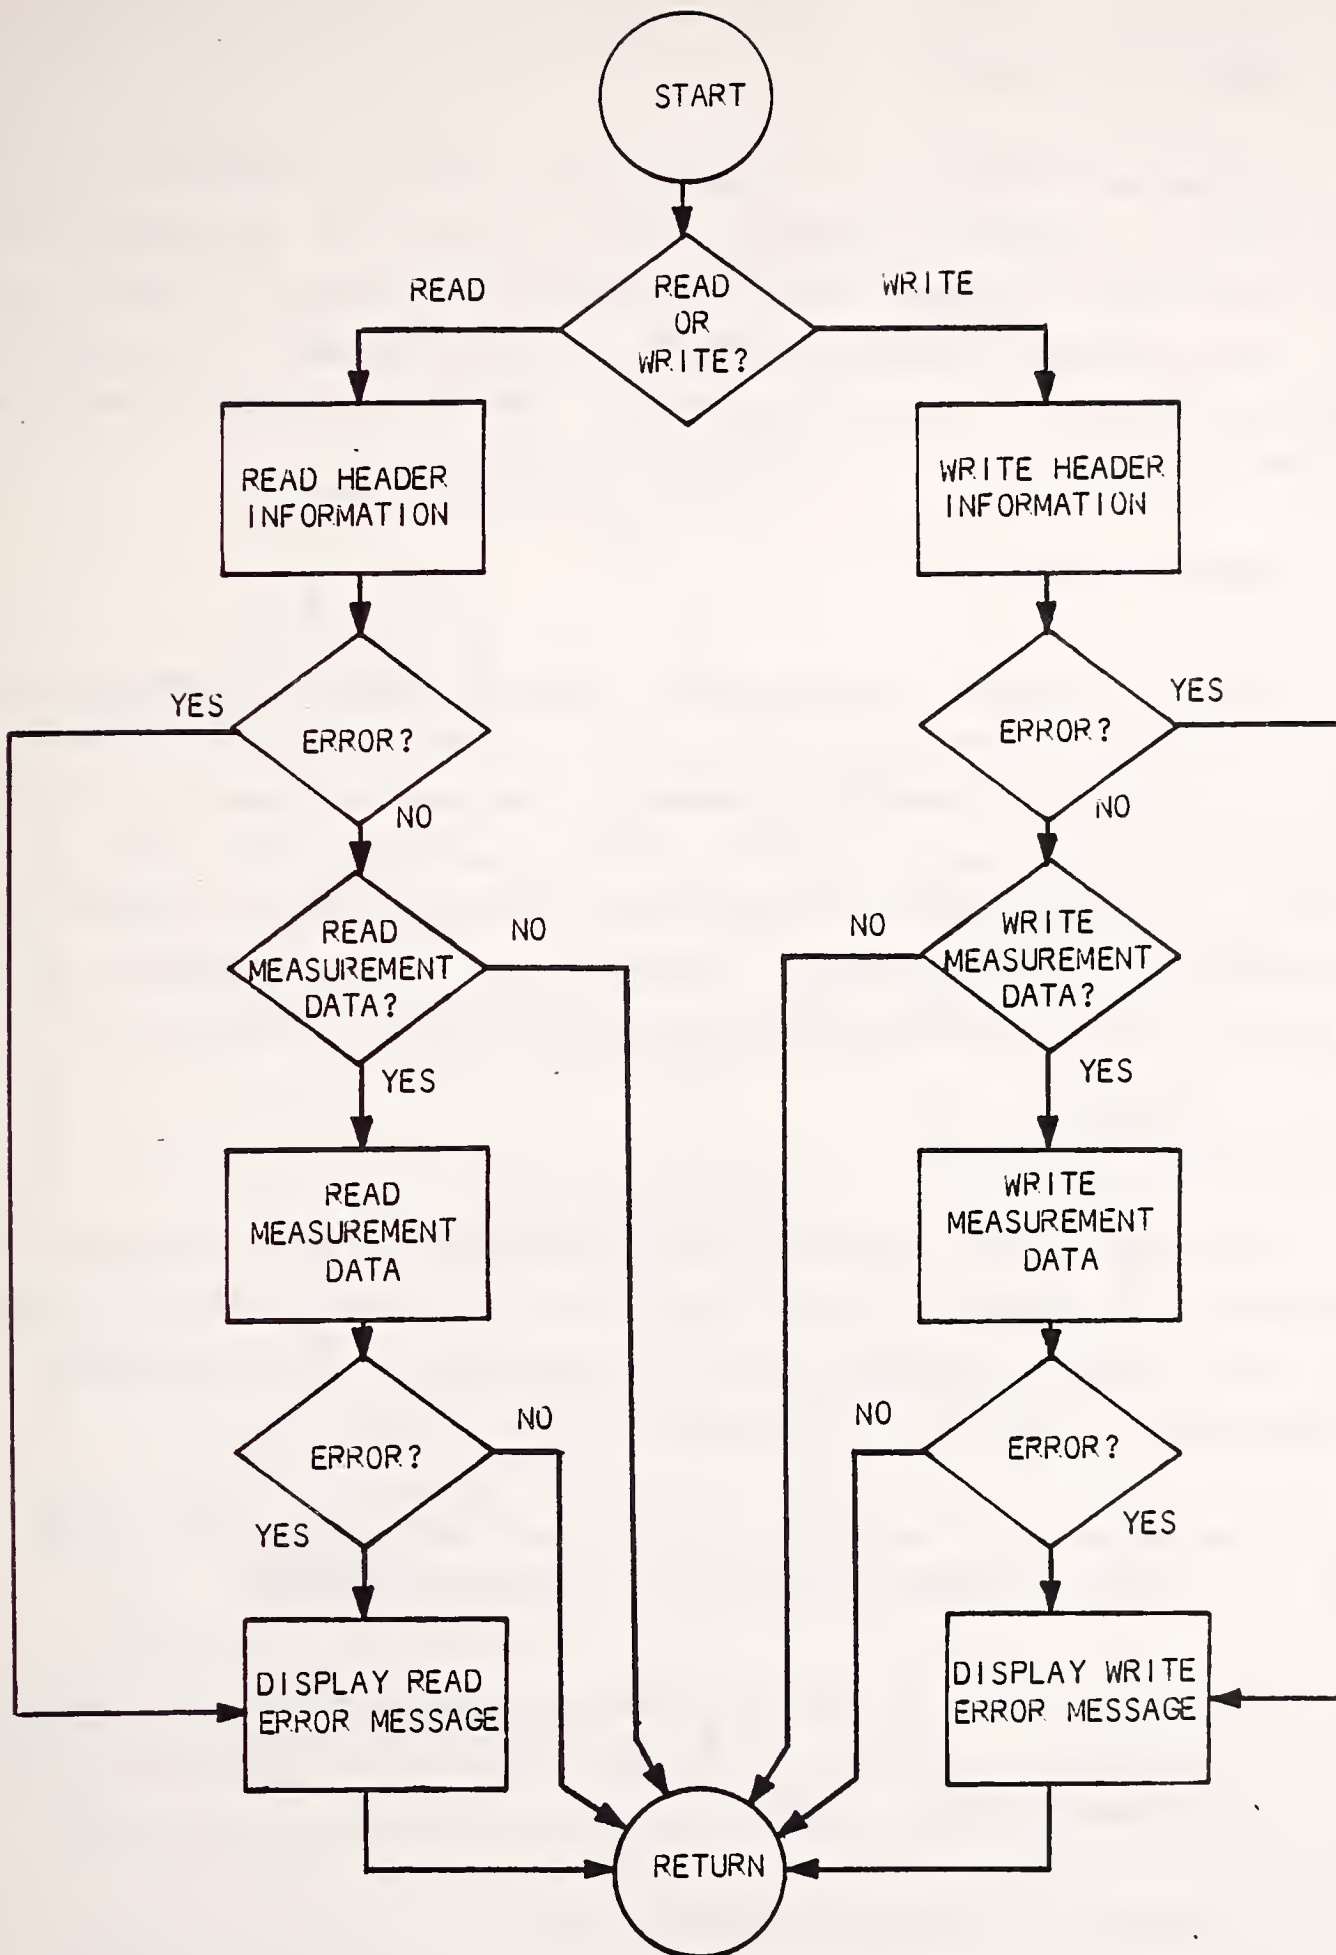 START
READ
READ
OR
WRITE?
WRITE
READ HEADER
INFORMATION
WRITE HEADER
INFORMATION
YES
ERROR?
NO
ERROR?
YES
NO
READ
MEASUREMENT
DATA?
NO
YES
NO
WRITE
MEASUREMENT
DATA?
YES
READ
MEASUREMENT
DATA
WRITE
MEASUREMENT
DATA
ERROR?
NO
YES
NO
ERROR?
YES
DISPLAY READ
ERROR MESSAGE
DISPLAY WRITE
ERROR MESSAGE
RETURN